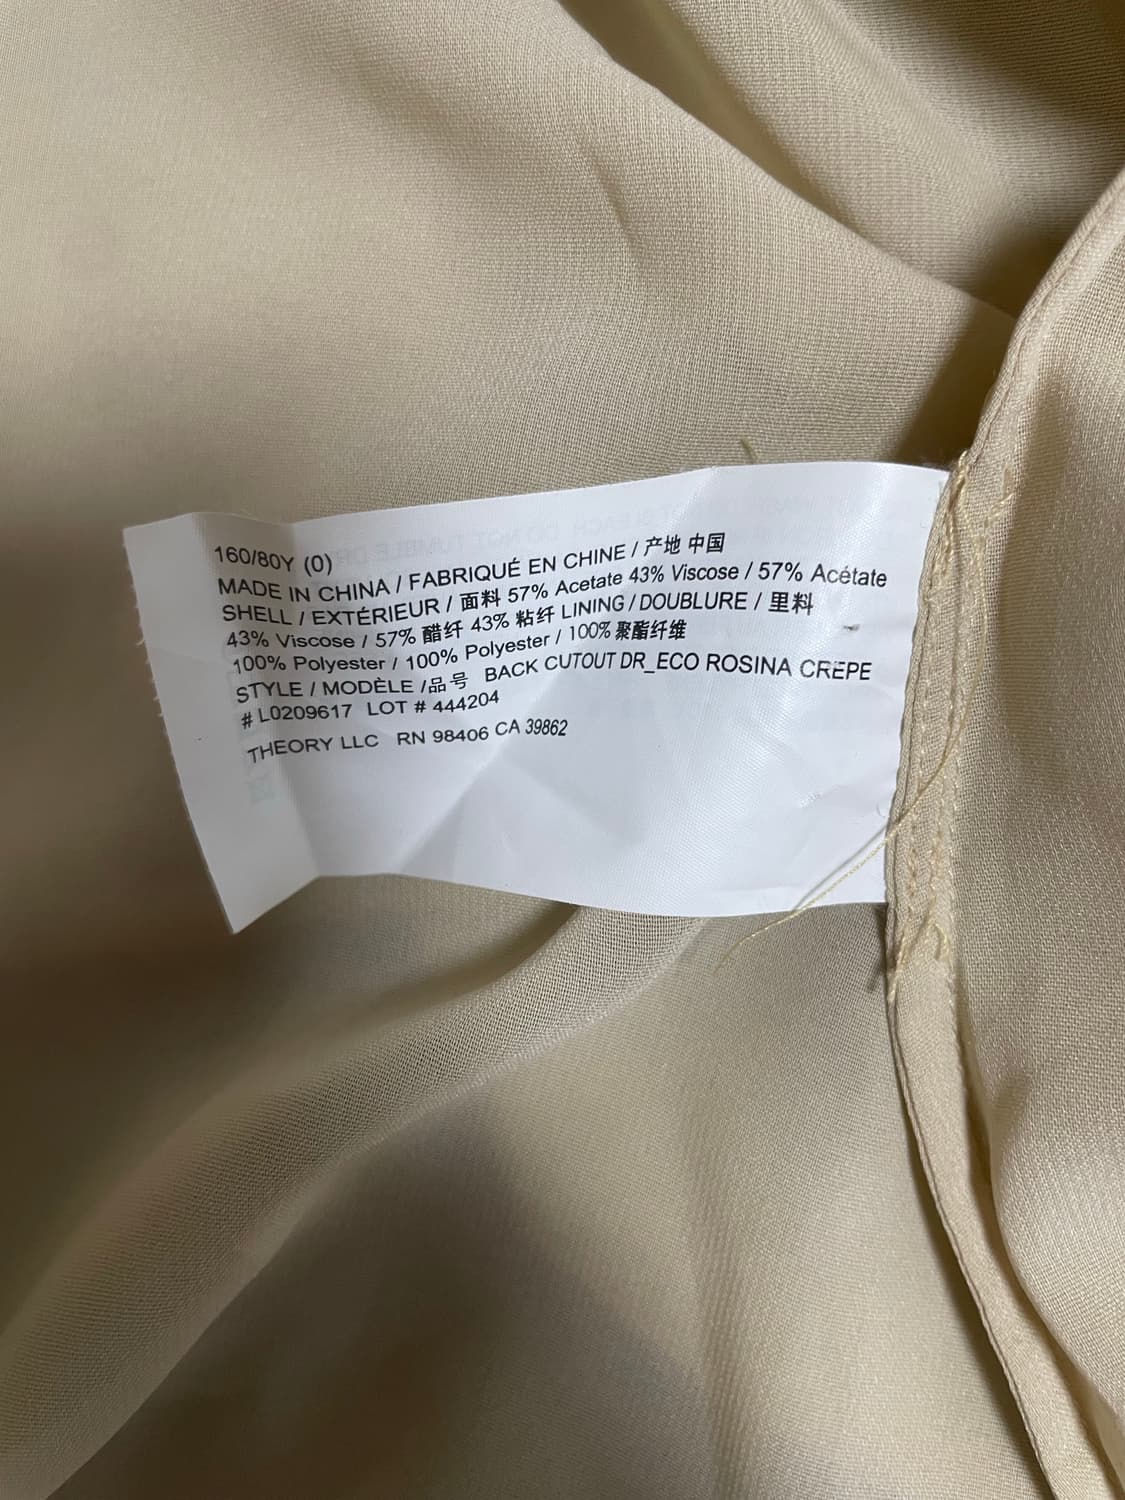 160/80Y (0)
MADE IN CHINA / FABRIQUÉ EN CHINE / 产地 中国
SHELL / EXTÉRIEUR / 面料 57% Acetate 43% Viscose / 57% Acétate
43% Viscose / 57% 醋纤 43% 粘纤 LINING / DOUBLURE / 里料
100% Polyester / 100% Polyester / 100% 聚酯纤维
STYLE / MODÈLE /品号 BACK CUTOUT DR_ECO ROSINA CREPE
# L0209617 LOT # 444204
THEORY LLC RN 98406 CA 39862